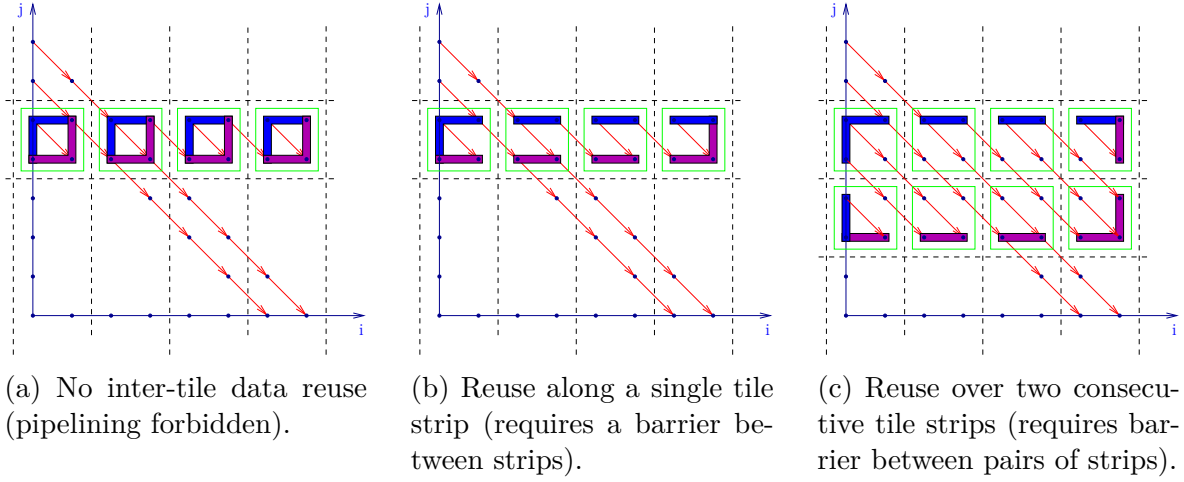 j
i
(a) No inter-tile data reuse
(pipelining forbidden).
j
i
(b) Reuse along a single tile
strip (requires a barrier be-
tween strips).
j
i
(c) Reuse over two consecu-
tive tile strips (requires bar-
rier between pairs of strips).